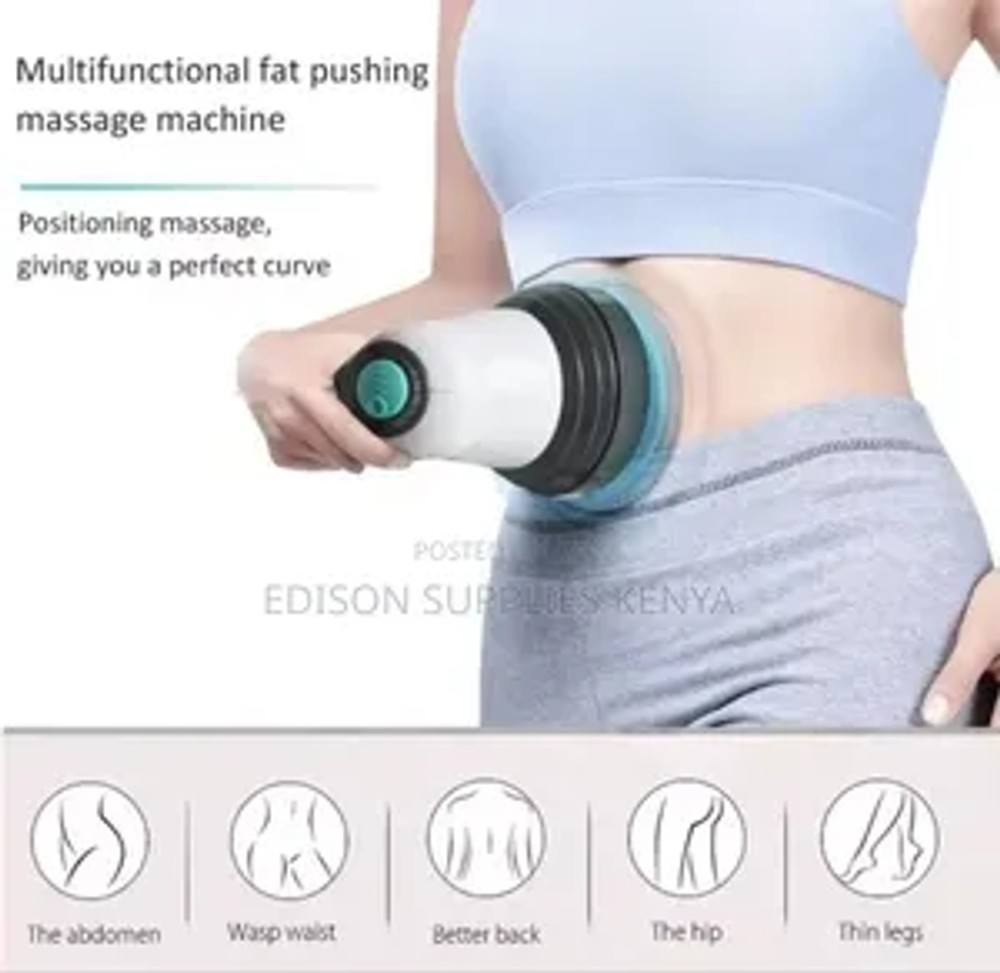 Multifunctional fat pushing
massage machine
Positioning massage,
giving you a perfect curve
POSTED
EDISON SUPPLIES KENYA
The abdomen
Wasp waist
Better back
The hip
Thin legs